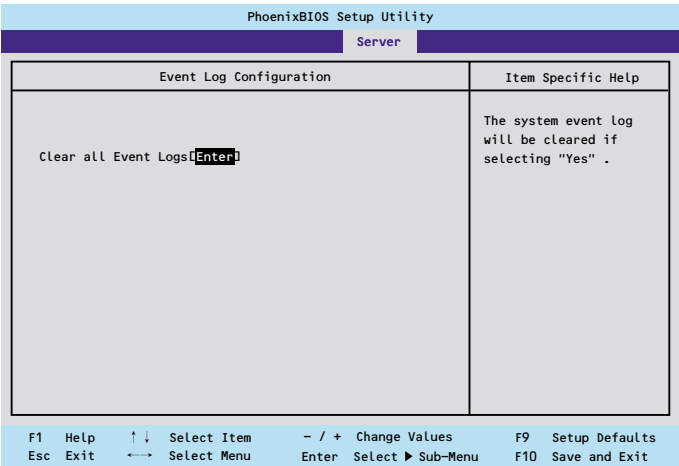 PhoenixBIOS Setup Utility
Server
Event Log Configuration
Item Specific Help
Clear all Event Logs[Enter]
The system event log
will be cleared if
selecting "Yes" .
F1 Help ↑↓ Select Item - / + Change Values F9 Setup Defaults
Esc Exit ←→ Select Menu Enter Select ▶ Sub-Menu F10 Save and Exit